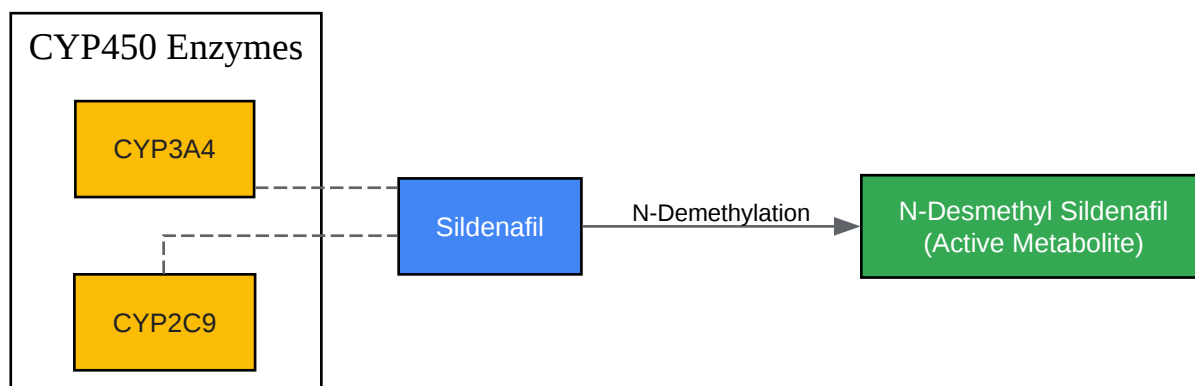 CYP450 Enzymes
CYP3A4
CYP2C9
Sildenafil
N-Demethylation
N-Desmethyl Sildenafil
(Active Metabolite)